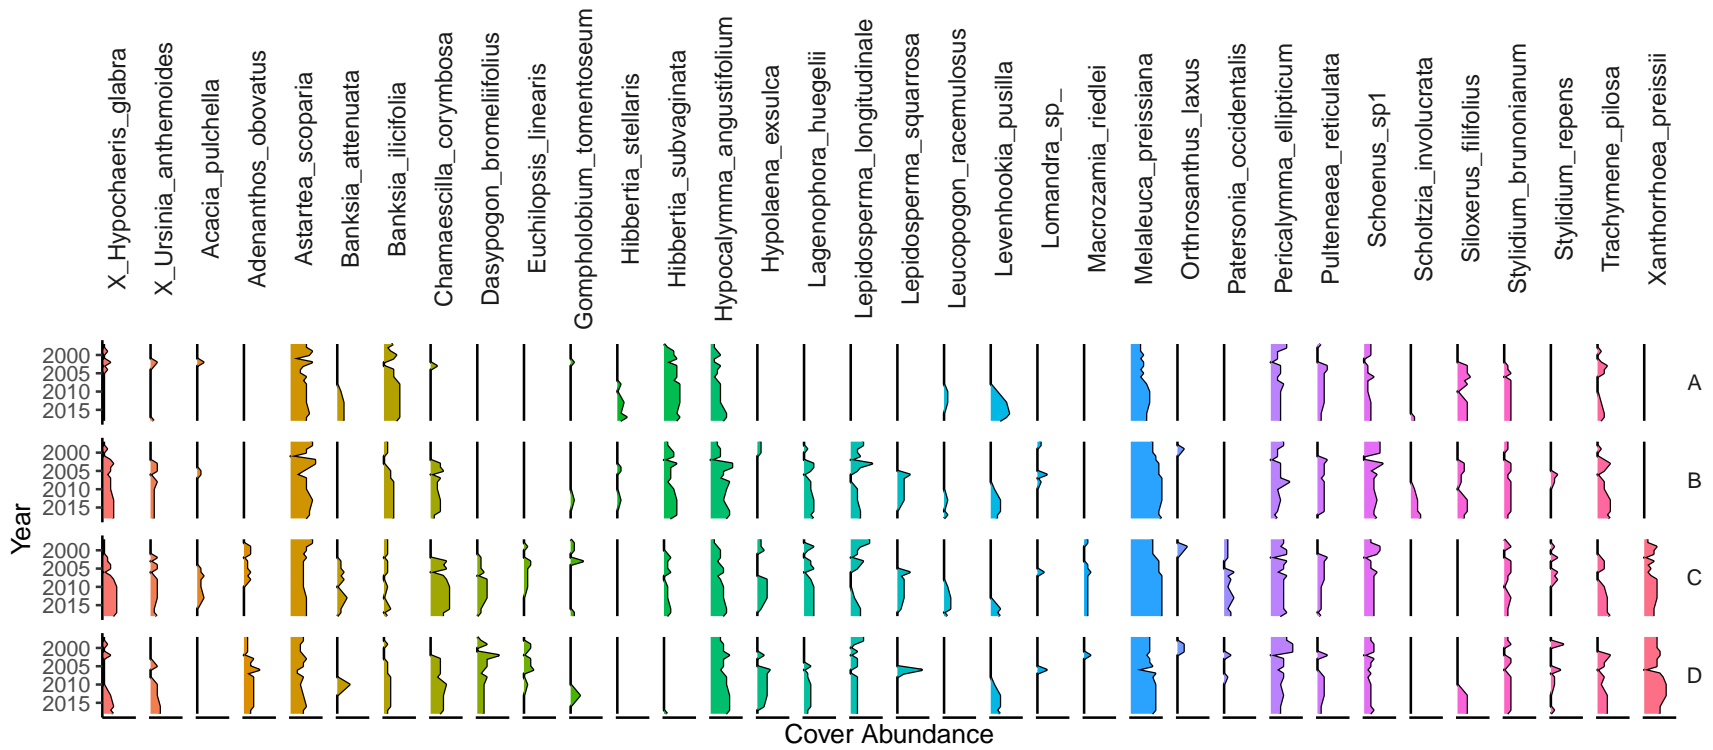 X_Hypochaeris_glabra
X_Ursinia_anthemoides
Acacia_pulchella
Adenanthos_obovatus
Astartea_scoparia
Banksia_attenuata
Banksia_ilicifolia
Chamaescilla_corymbosa
Dasypogon_bromeliifolius
Euchilopsis_linearis
Gompholobium_tomentoseum
Hibbertia_stellaris
Hibbertia_subvaginata
Hypocalymma_angustifolium
Hypolaena_exsulca
Lagenophora_huegelii
Lepidosperma_longitudinale
Lepidosperma_squarrosa
Leucopogon_racemulosus
Levenhookia_pusilla
Lomandra_sp_
Macrozamia_riedlei
Melaleuca_preissiana
Orthrosanthus_laxus
Patersonia_occidentalis
Pericalymma_ellipticum
Pulteneaea_reticulata
Schoenus_sp1
Scholtzia_involucrata
Siloxerus_filifolius
Stylidium_brunonianum
Stylidium_repens
Trachymene_pilosa
Xanthorrhoea_preissii
Year
2000
2005
2010
2015
A
2000
2005
2010
2015
B
2000
2005
2010
2015
C
2000
2005
2010
2015
D
Cover Abundance